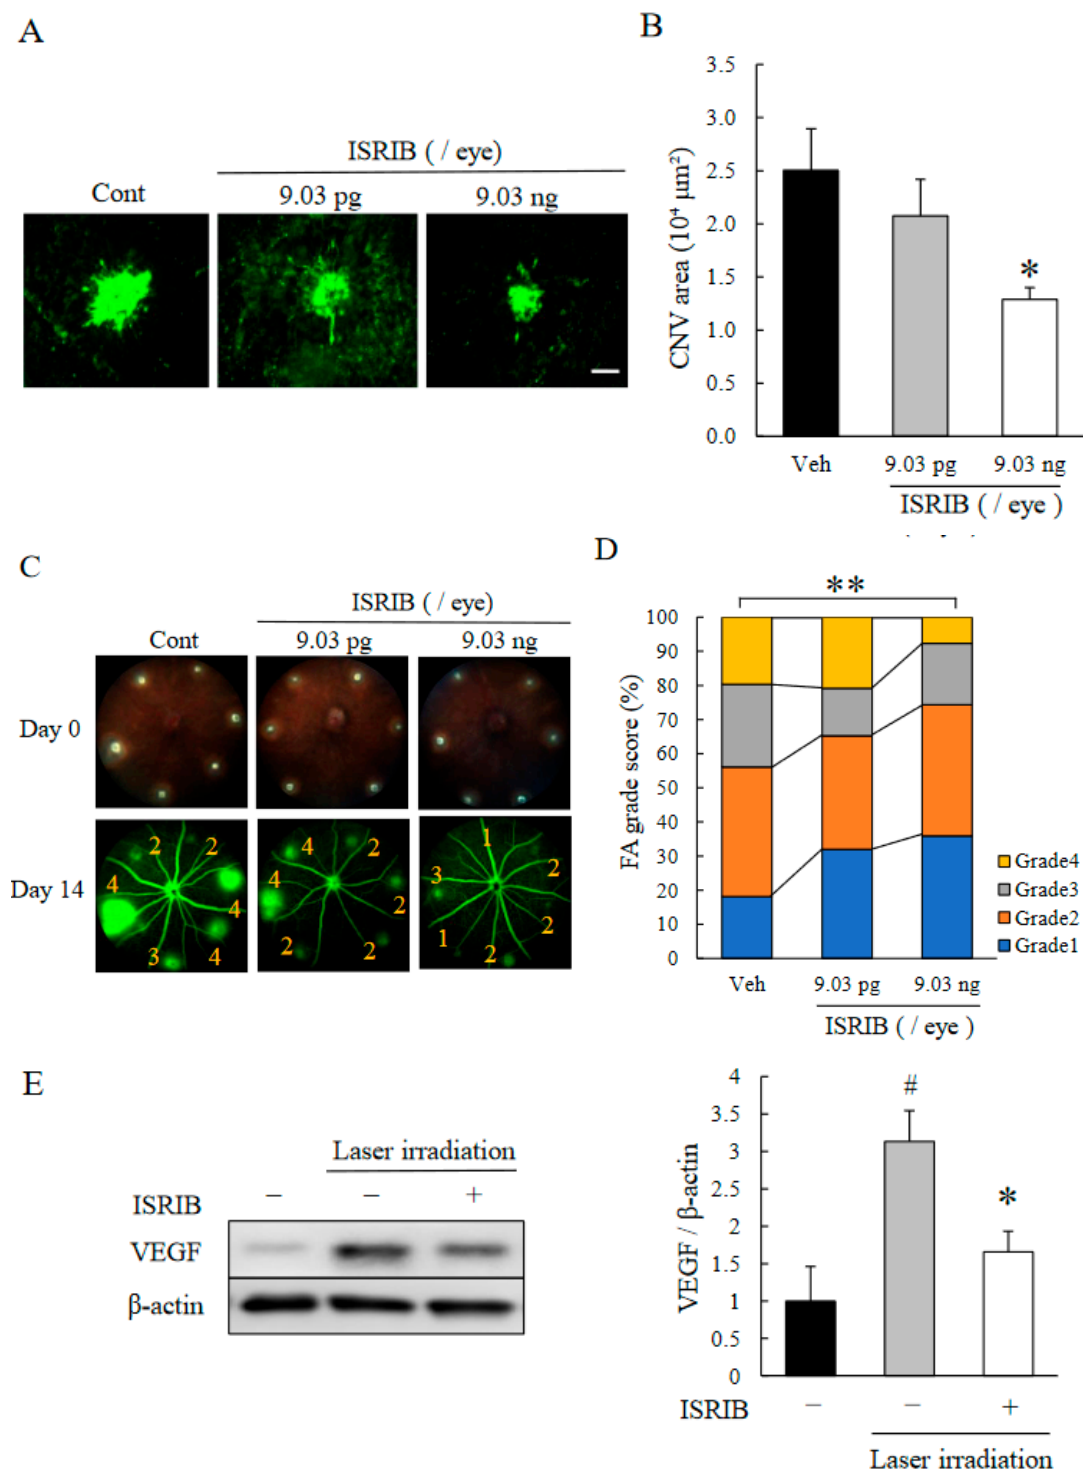 A
ISRIB ( / eye)
Cont
9.03 pg
9.03 ng
B
CNV area (10⁴ μm²)
3.5
3.0
2.5
2.0
1.5
1.0
0.5
0.0
*
Veh
9.03 pg
9.03 ng
ISRIB ( / eye )
C
ISRIB ( / eye)
Cont
9.03 pg
9.03 ng
Day 0
Day 14
2 2 4 4 3 4
4 2 4 2 2 2
1 2 3 2 1 2
D
**
FA grade score (%)
100
90
80
70
60
50
40
30
20
10
0
Grade4
Grade3
Grade2
Grade1
Veh
9.03 pg
9.03 ng
ISRIB ( / eye )
E
Laser irradiation
ISRIB − − +
VEGF
β-actin
VEGF / β-actin
4
3.5
3
2.5
2
1.5
1
0.5
0
#
*
ISRIB − − +
Laser irradiation